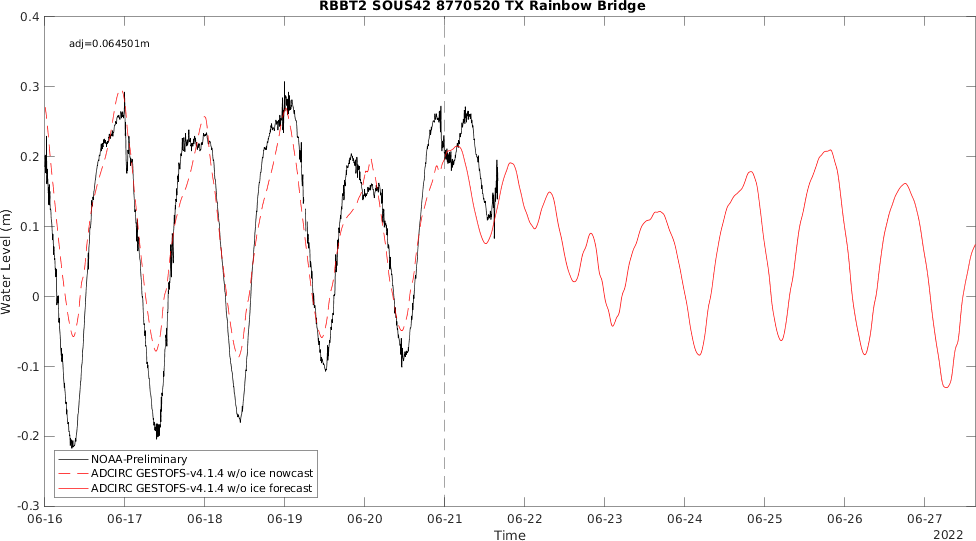 RBBT2 SOUS42 8770520 TX Rainbow Bridge
adj=0.064501m
Water Level (m)
0.4
0.3
0.2
0.1
0
-0.1
-0.2
-0.3
NOAA-Preliminary
ADCIRC GESTOFS-v4.1.4 w/o ice nowcast
ADCIRC GESTOFS-v4.1.4 w/o ice forecast
06-16 06-17 06-18 06-19 06-20 06-21 06-22 06-23 06-24 06-25 06-26 06-27
Time
2022